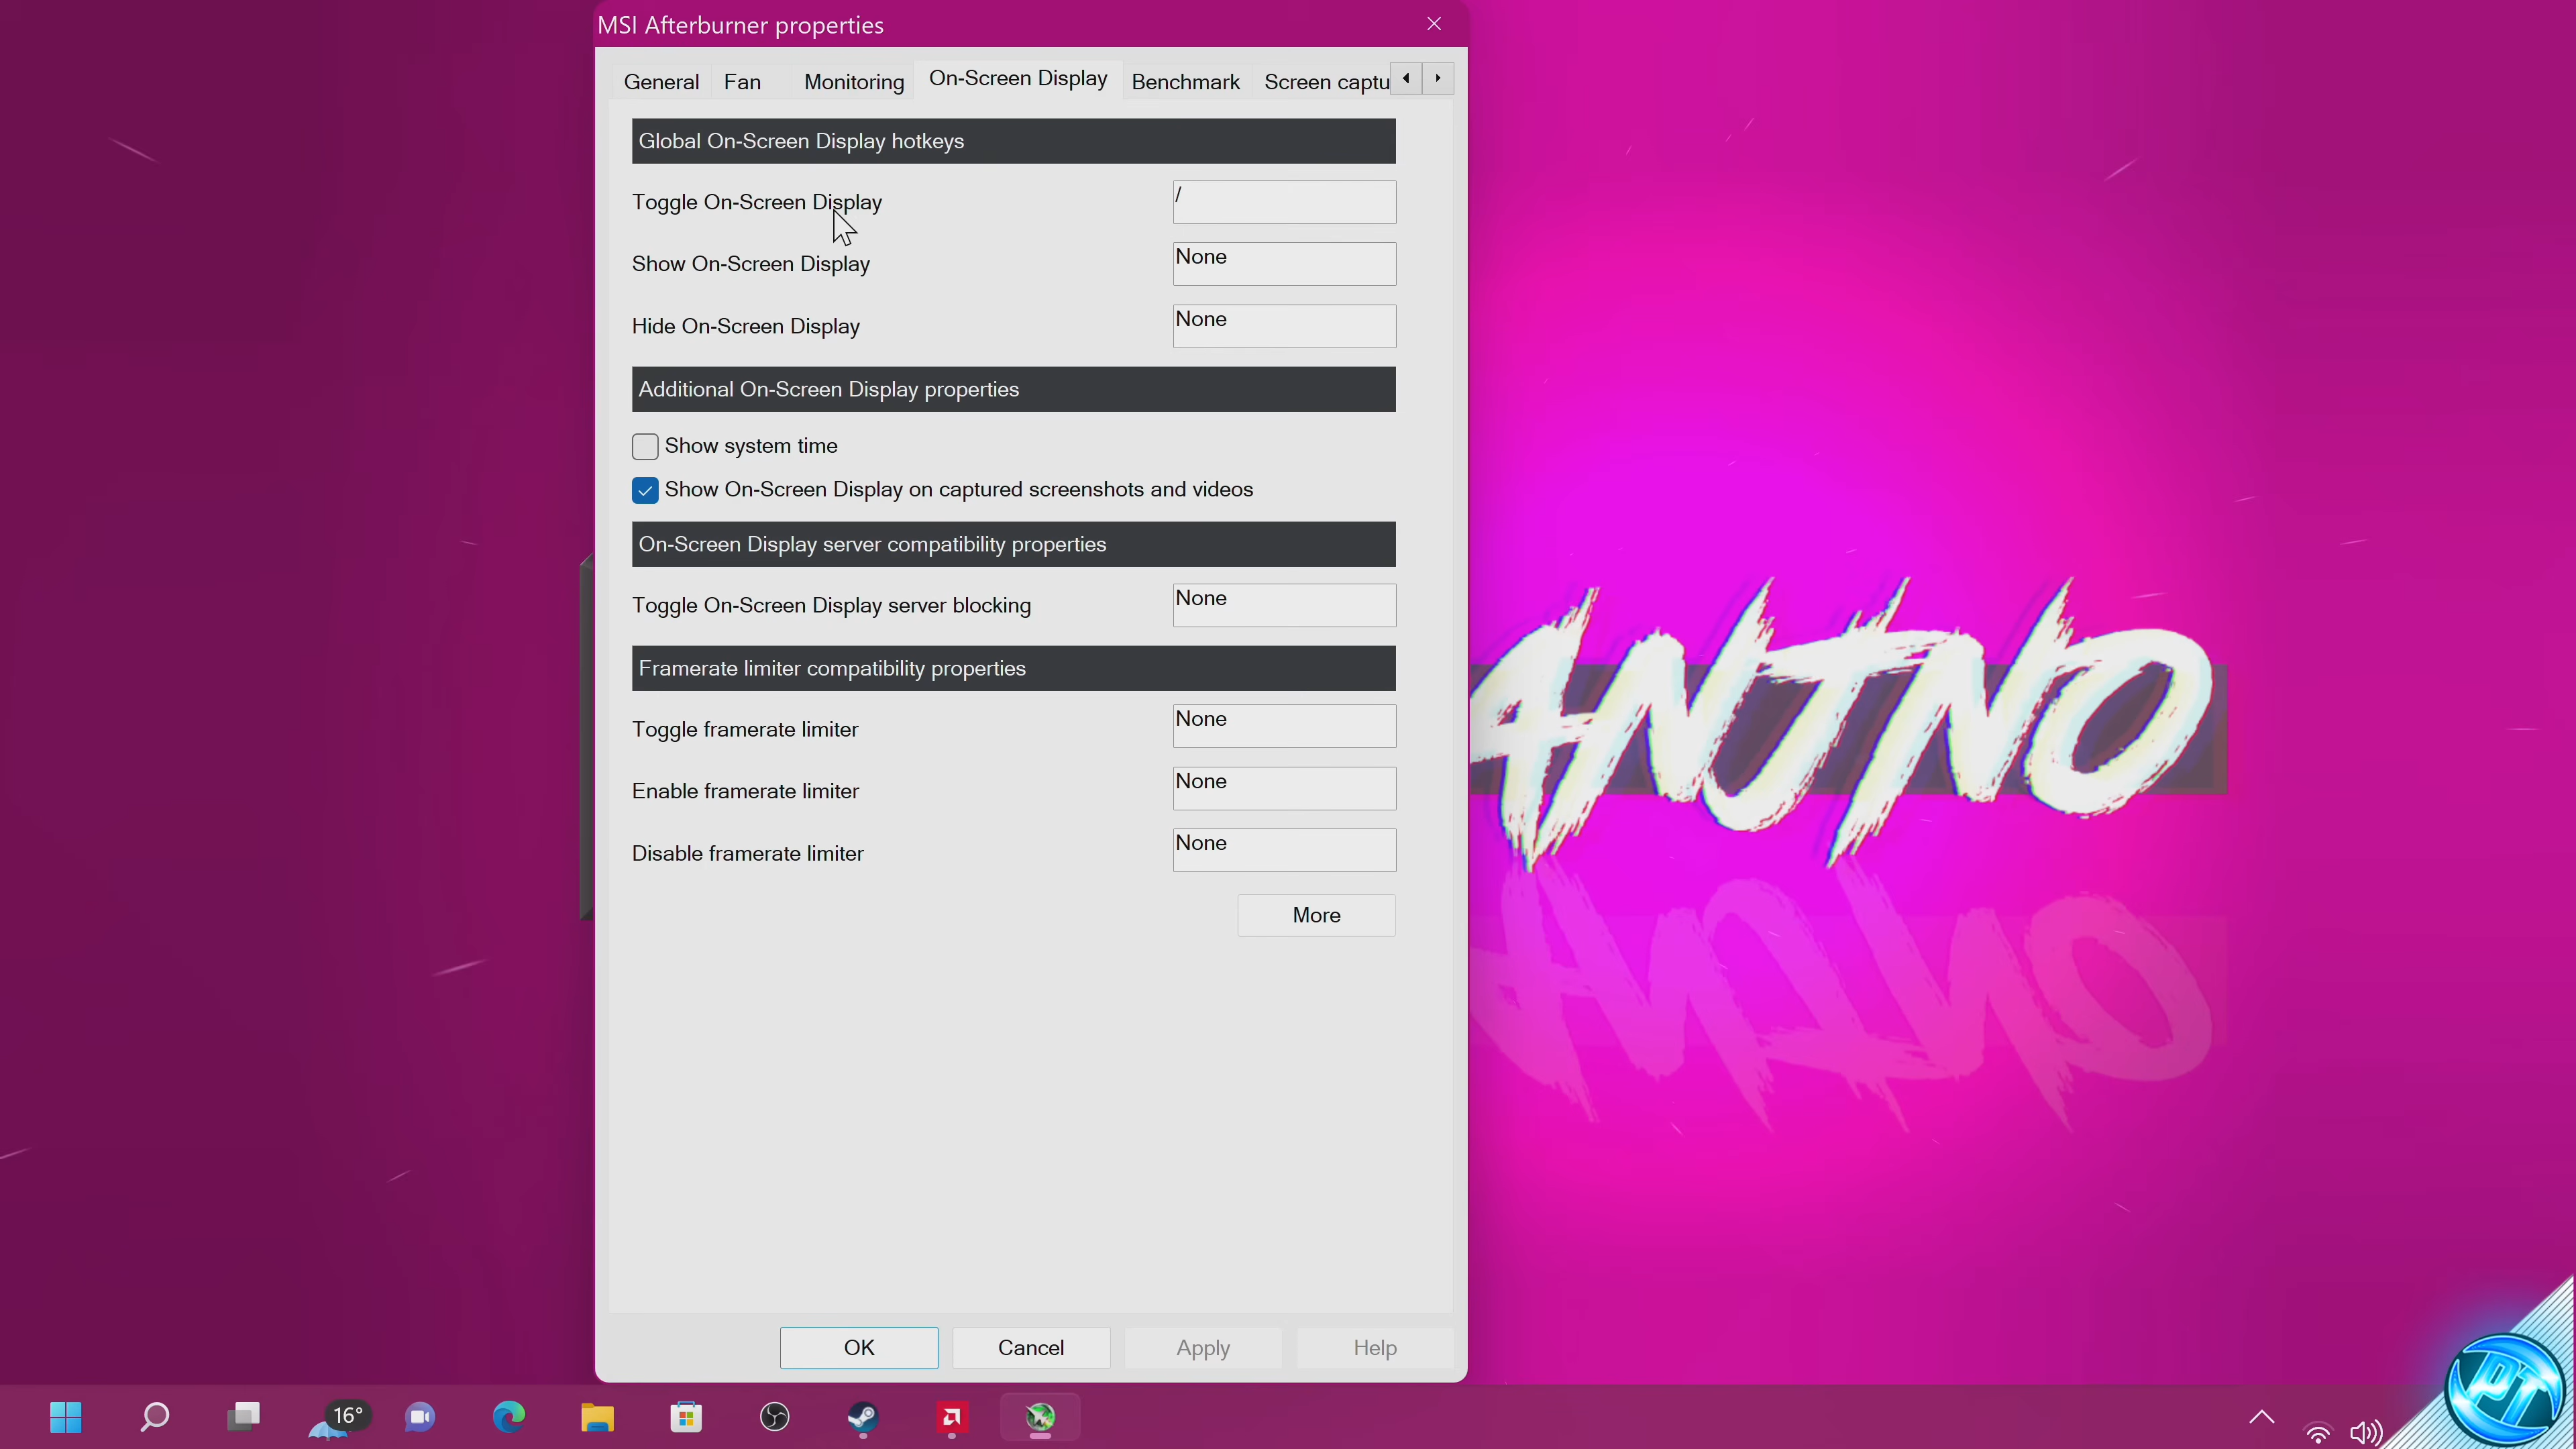 MSI Afterburner properties
General Fan Monitoring On-Screen Display Benchmark Screen captu
Global On-Screen Display hotkeys
Toggle On-Screen Display /
Show On-Screen Display None
Hide On-Screen Display None
Additional On-Screen Display properties
Show system time
Show On-Screen Display on captured screenshots and videos
On-Screen Display server compatibility properties
Toggle On-Screen Display server blocking None
Framerate limiter compatibility properties
Toggle framerate limiter None
Enable framerate limiter None
Disable framerate limiter None
More
OK Cancel Apply Help
16°
PT